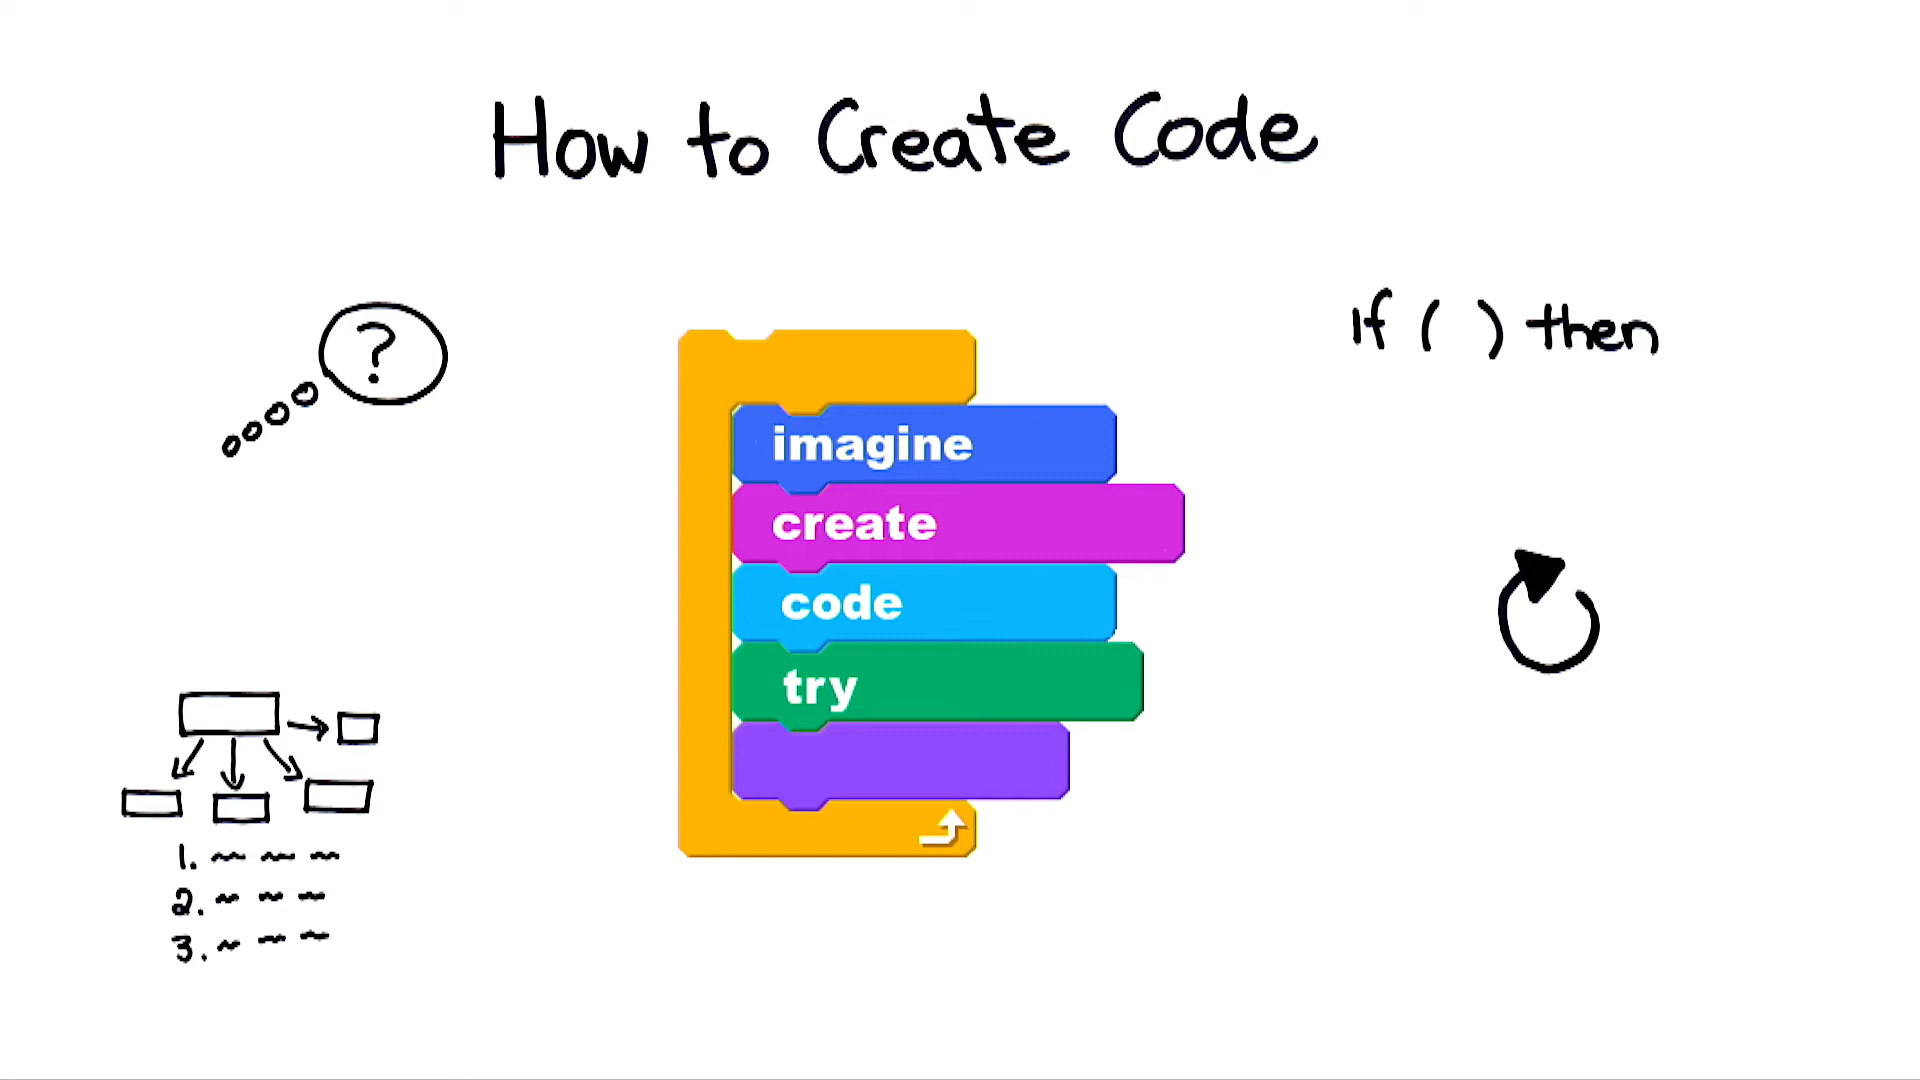 How to Create Code
?
If ( ) then
imagine
create
code
try
1.
2.
3.